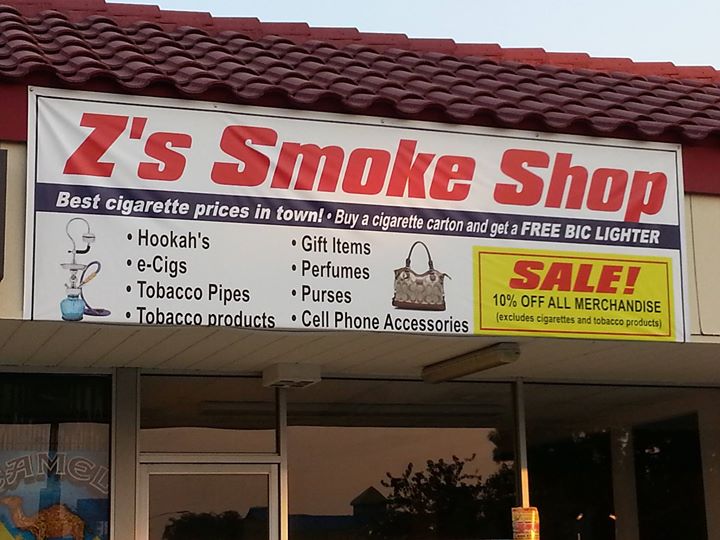 Z's Smoke Shop
Best cigarette prices in town! • Buy a cigarette carton and get a FREE BIC LIGHTER
• Hookah's
• e-Cigs
• Tobacco Pipes
• Tobacco products
• Gift Items
• Perfumes
• Purses
• Cell Phone Accessories
SALE!
10% OFF ALL MERCHANDISE
(excludes cigarettes and tobacco products)
CAMEL